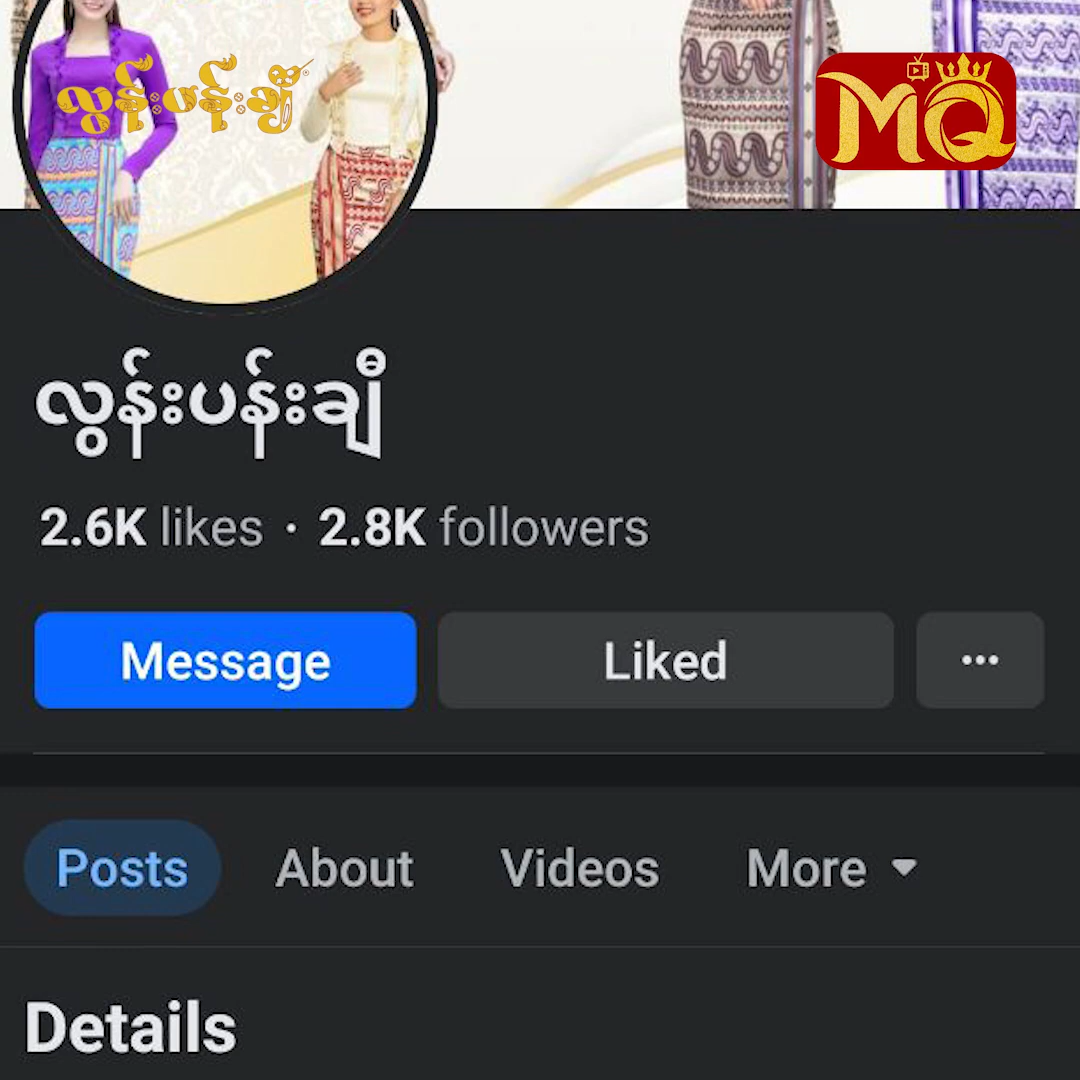 လွန်းပန်းချီ
MQ
လွန်းပန်းချီ
2.6K likes · 2.8K followers
Message
Liked
Posts
About
Videos
More
Details